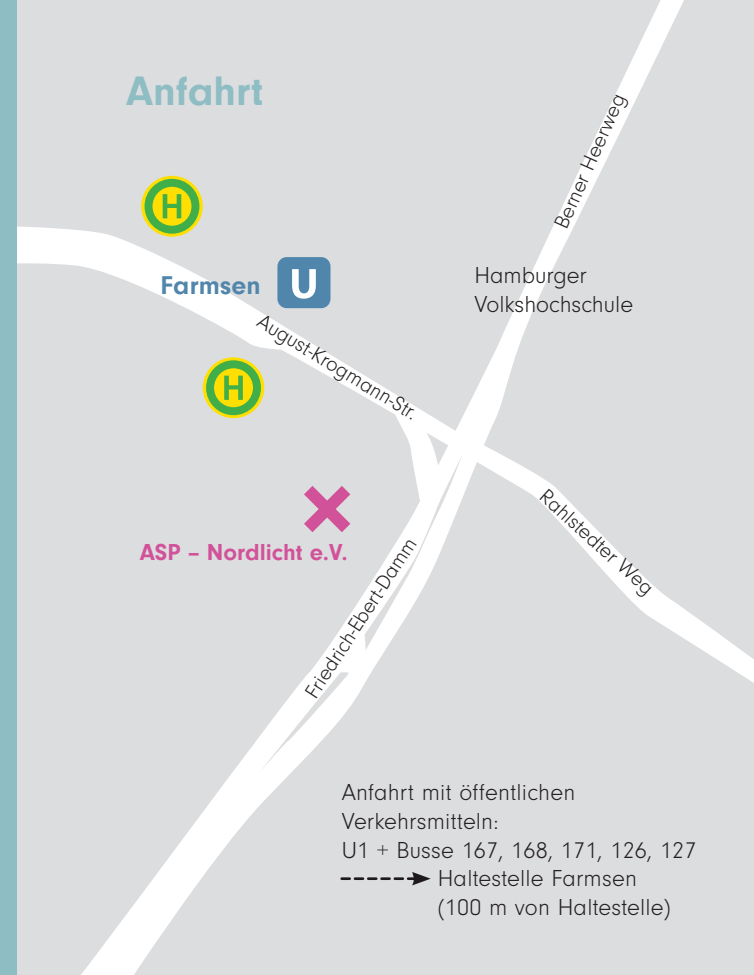 Anfahrt
Berner Heerweg
H
Farmsen
U
Hamburger
Volkshochschule
August-Krogmann-Str.
H
Rahlstedter Weg
ASP – Nordlicht e.V.
Friedrich-Ebert-Damm
Anfahrt mit öffentlichen
Verkehrsmitteln:
U1 + Busse 167, 168, 171, 126, 127
Haltestelle Farmsen
(100 m von Haltestelle)